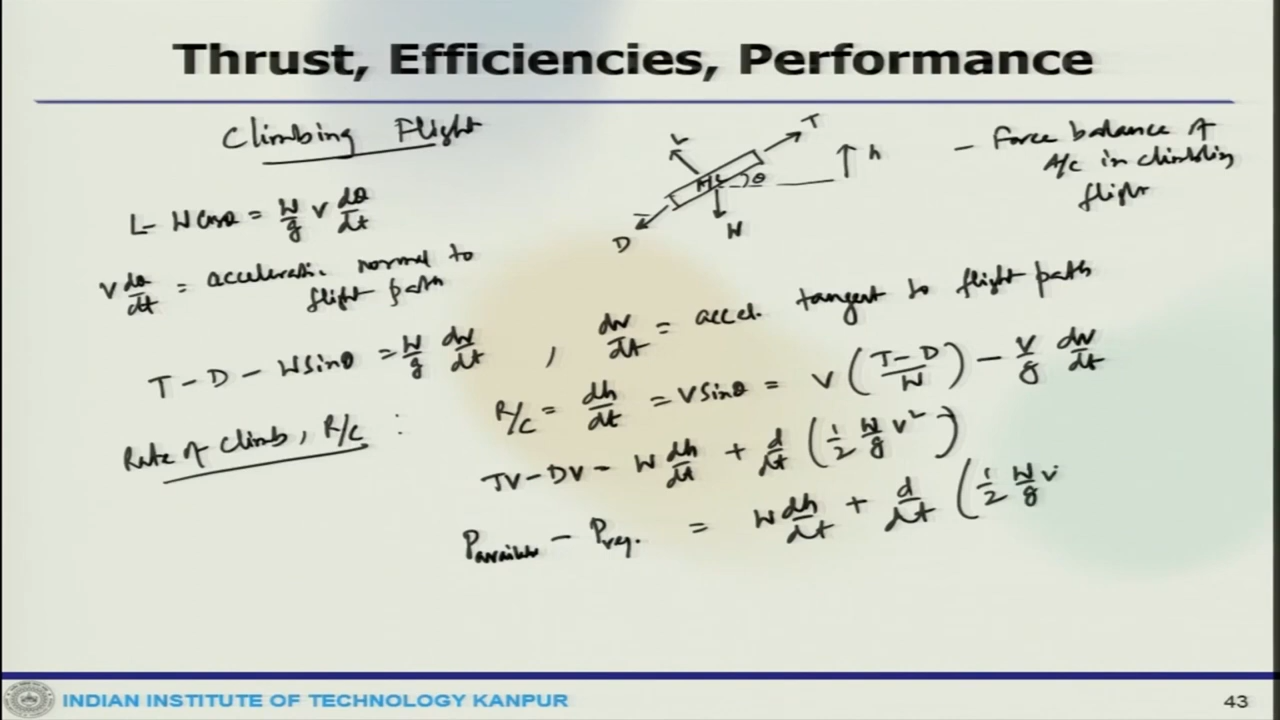 Thrust, Efficiencies, Performance
Climbing Flight
L
T
A/C
θ
h
D
W
- Force balance of
A/C in climbing
flight
L - W cosθ = W/g V dθ/dt
V dθ/dt = accelerati. normal to
flight path
T - D - W sinθ = W/g dv/dt , dv/dt = accel. tangent to flight path
Rate of climb, R/C : R/C = dh/dt = V sinθ = V ( T-D / W ) - V/g dv/dt
TV - DV - W dh/dt + d/dt ( 1/2 W/g V² )
P - Preq. = W dh/dt + d/dt ( 1/2 W/g V
INDIAN INSTITUTE OF TECHNOLOGY KANPUR
43